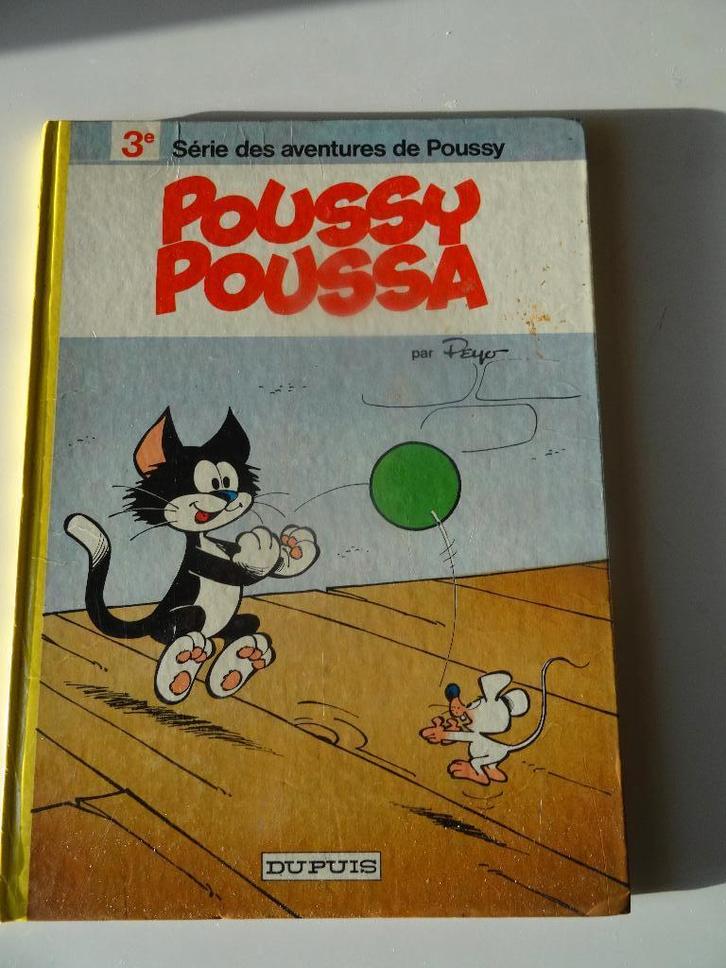 3e Série des aventures de Poussy
POUSSY
POUSSA
par Peyo
DUPUIS